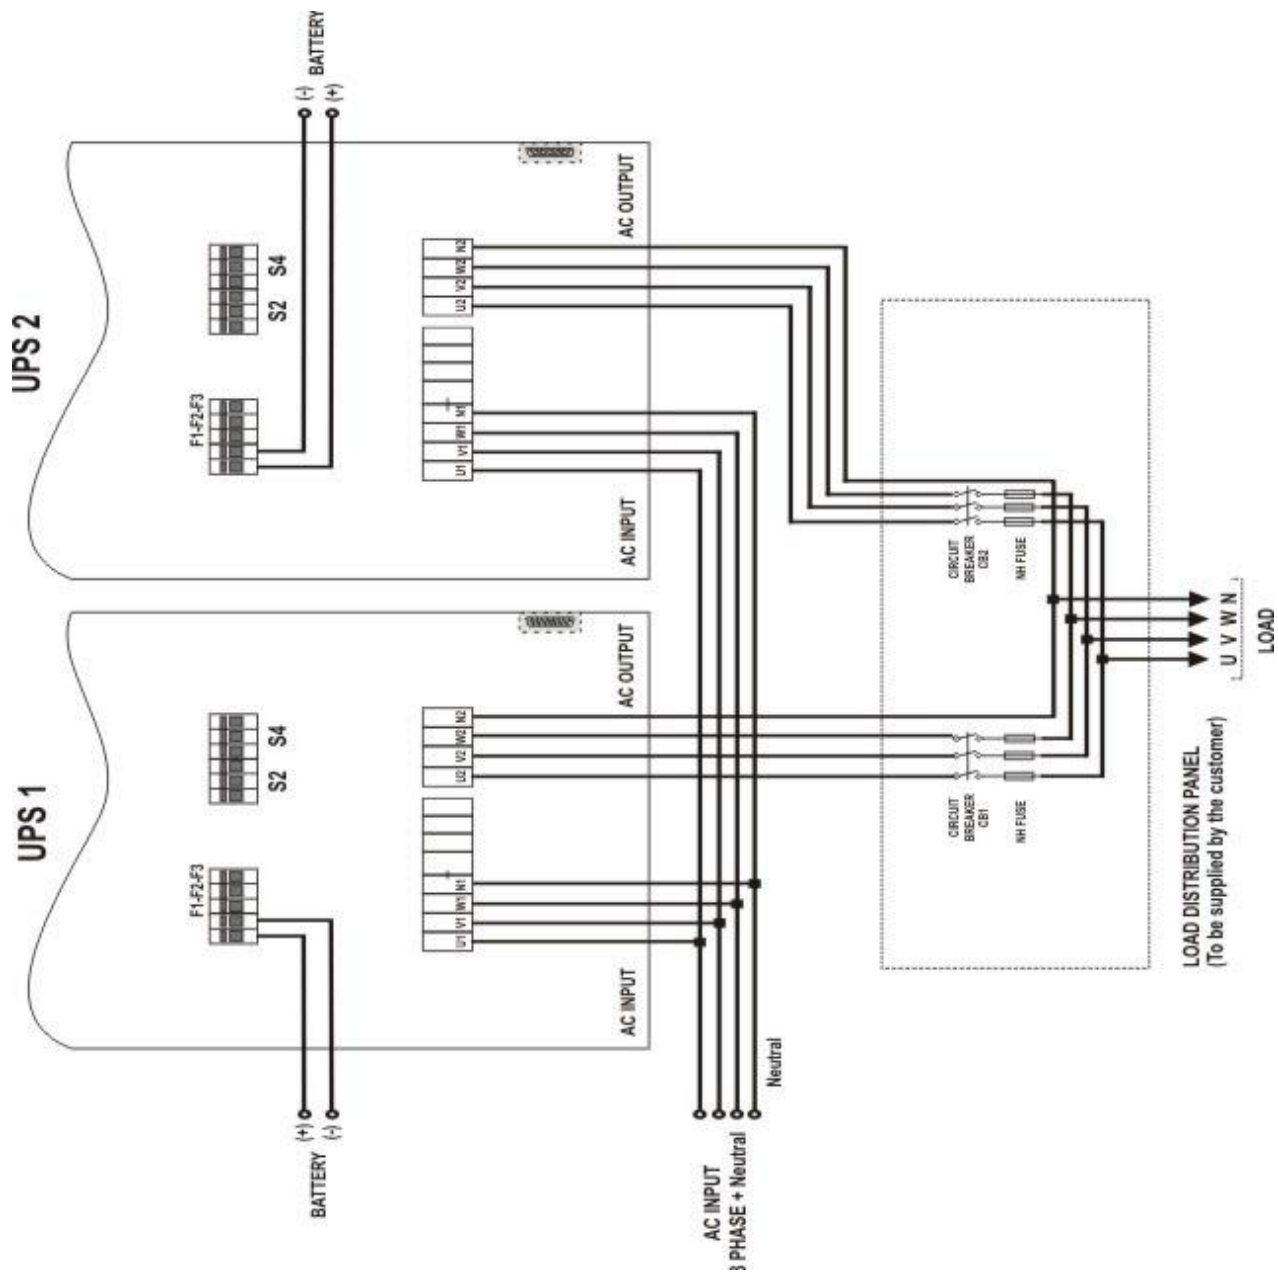 UPS 1
UPS 2
F1-F2-F3
S2
S4
F1-F2-F3
S2
S4
BATTERY
(+)
(-)
BATTERY
(-)
(+)
U1 V1 W1 N1
U2 V2 W2 N2
U1 V1 W1 N1
U2 V2 W2 N2
AC INPUT
AC OUTPUT
AC INPUT
AC OUTPUT
AC INPUT
3 PHASE + Neutral
Neutral
CIRCUIT
BREAKER
CB1
NH FUSE
CIRCUIT
BREAKER
CB2
NH FUSE
LOAD DISTRIBUTION PANEL
(To be supplied by the customer)
U V W N
LOAD